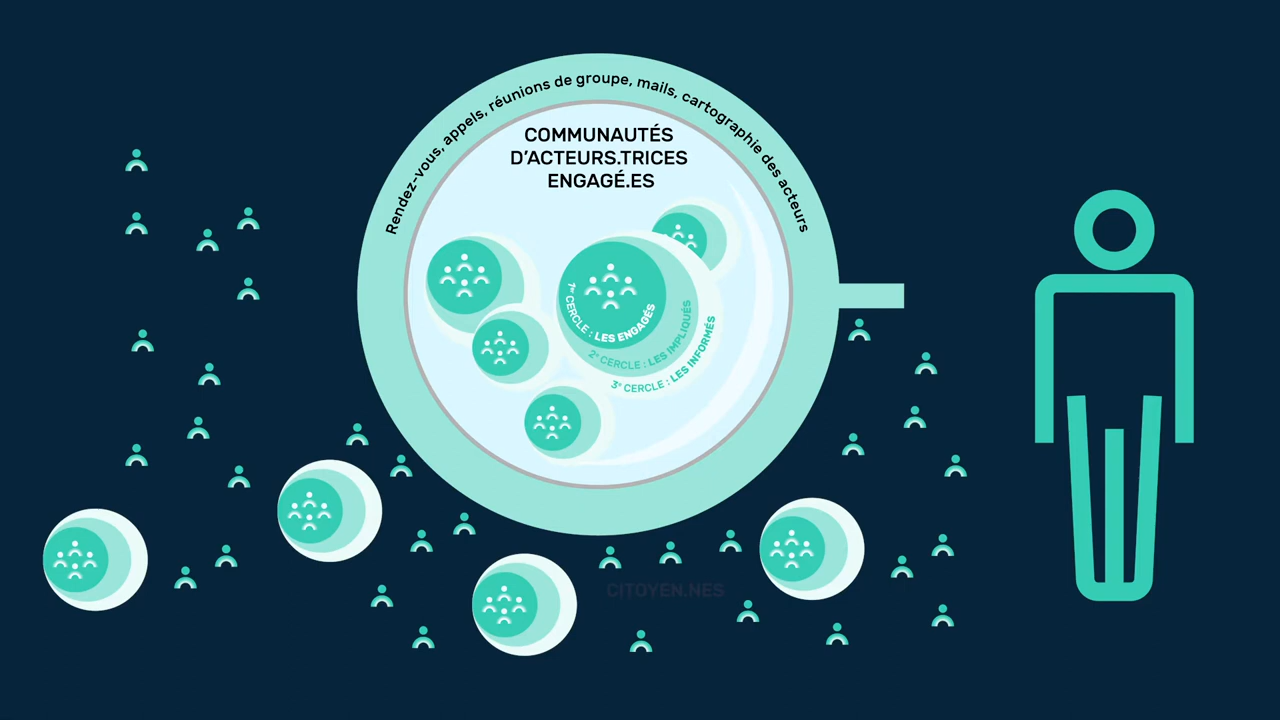 Rendez-vous, appels, réunions de groupe, mails, cartographie des acteurs
COMMUNAUTÉS
D'ACTEURS.TRICES
ENGAGÉ.ES
1er CERCLE : LES ENGAGÉS
2e CERCLE : LES IMPLIQUÉS
3e CERCLE : LES INFORMÉS
CITOYEN.NES